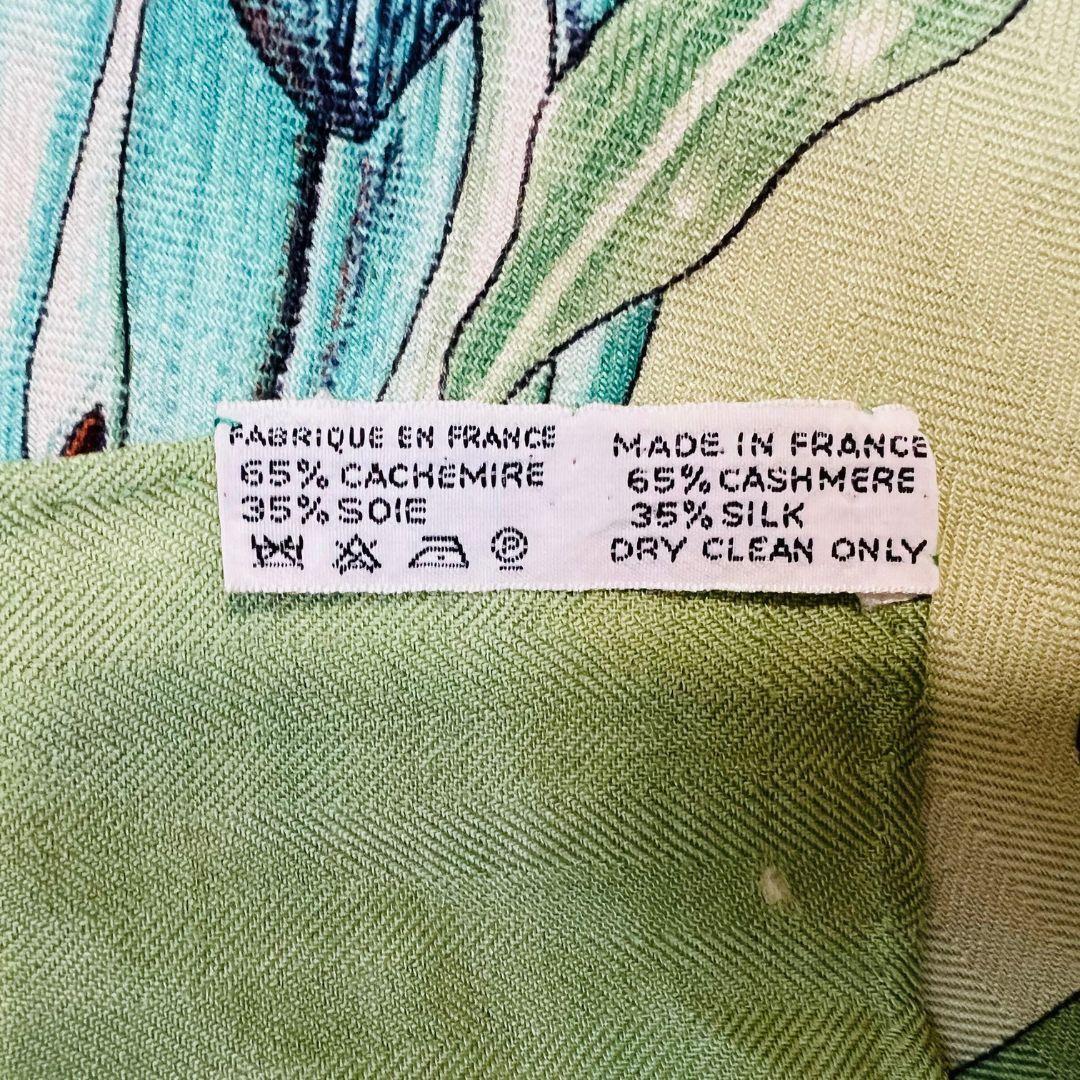 FABRIQUE EN FRANCE
65% CACHEMIRE
35% SOIE
P
MADE IN FRANCE
65% CASHMERE
35% SILK
DRY CLEAN ONLY